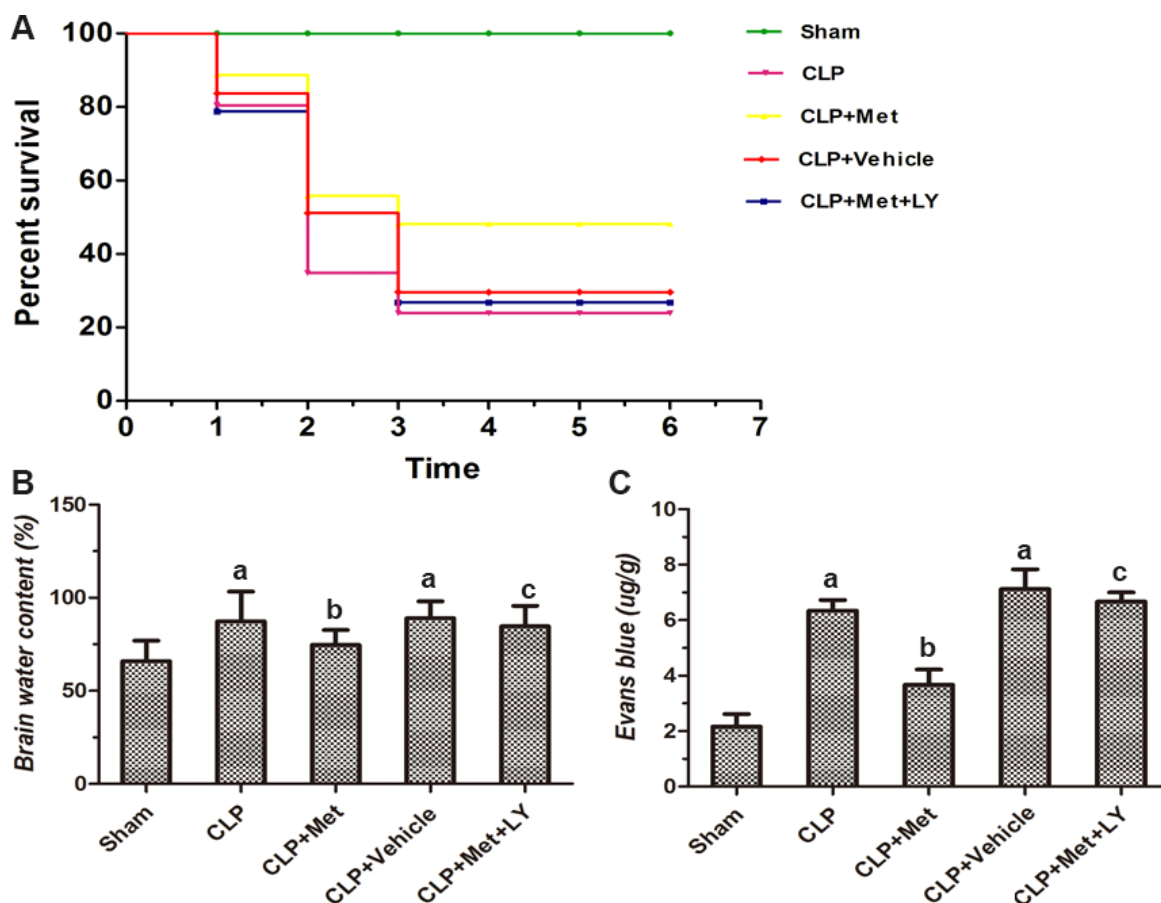 A
Percent survival
100
80
60
40
20
0
0 1 2 3 4 5 6 7
Time
Sham
CLP
CLP+Met
CLP+Vehicle
CLP+Met+LY
B
Brain water content (%)
150
100
50
0
a
b
a
c
Sham
CLP
CLP+Met
CLP+Vehicle
CLP+Met+LY
C
Evans blue (ug/g)
10
8
6
4
2
0
a
b
a
c
Sham
CLP
CLP+Met
CLP+Vehicle
CLP+Met+LY